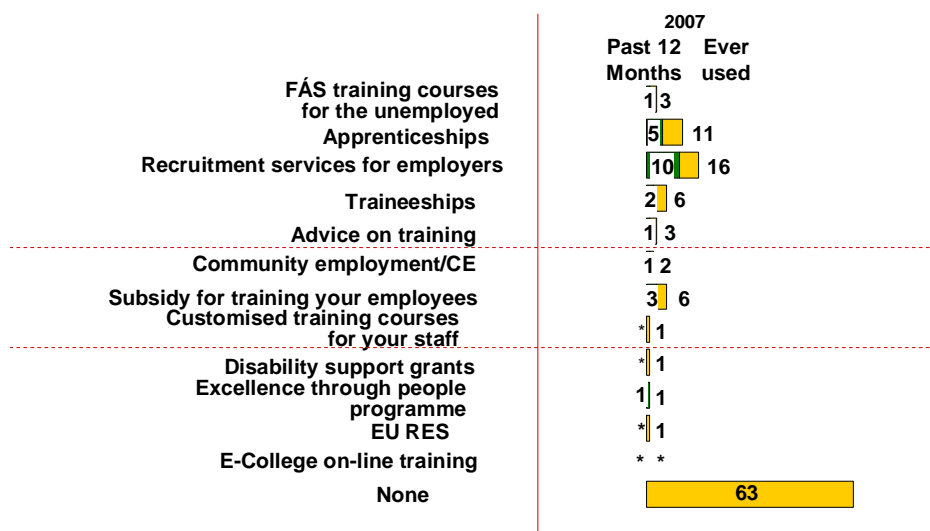 2007
Past 12 Ever
Months used
FÁS training courses
for the unemployed
1 3
Apprenticeships
5 11
Recruitment services for employers
10 16
Traineeships
2 6
Advice on training
1 3
Community employment/CE
1 2
Subsidy for training your employees
3 6
Customised training courses
for your staff
* 1
Disability support grants
* 1
Excellence through people
programme
1 1
EU RES
* 1
E-College on-line training
* *
None
63